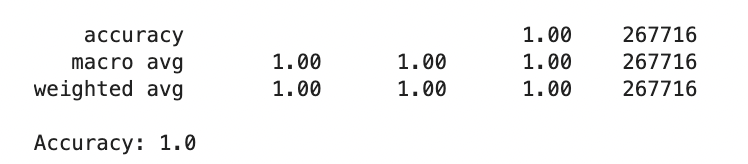 accuracy 1.00 267716
macro avg 1.00 1.00 1.00 267716
weighted avg 1.00 1.00 1.00 267716
Accuracy: 1.0